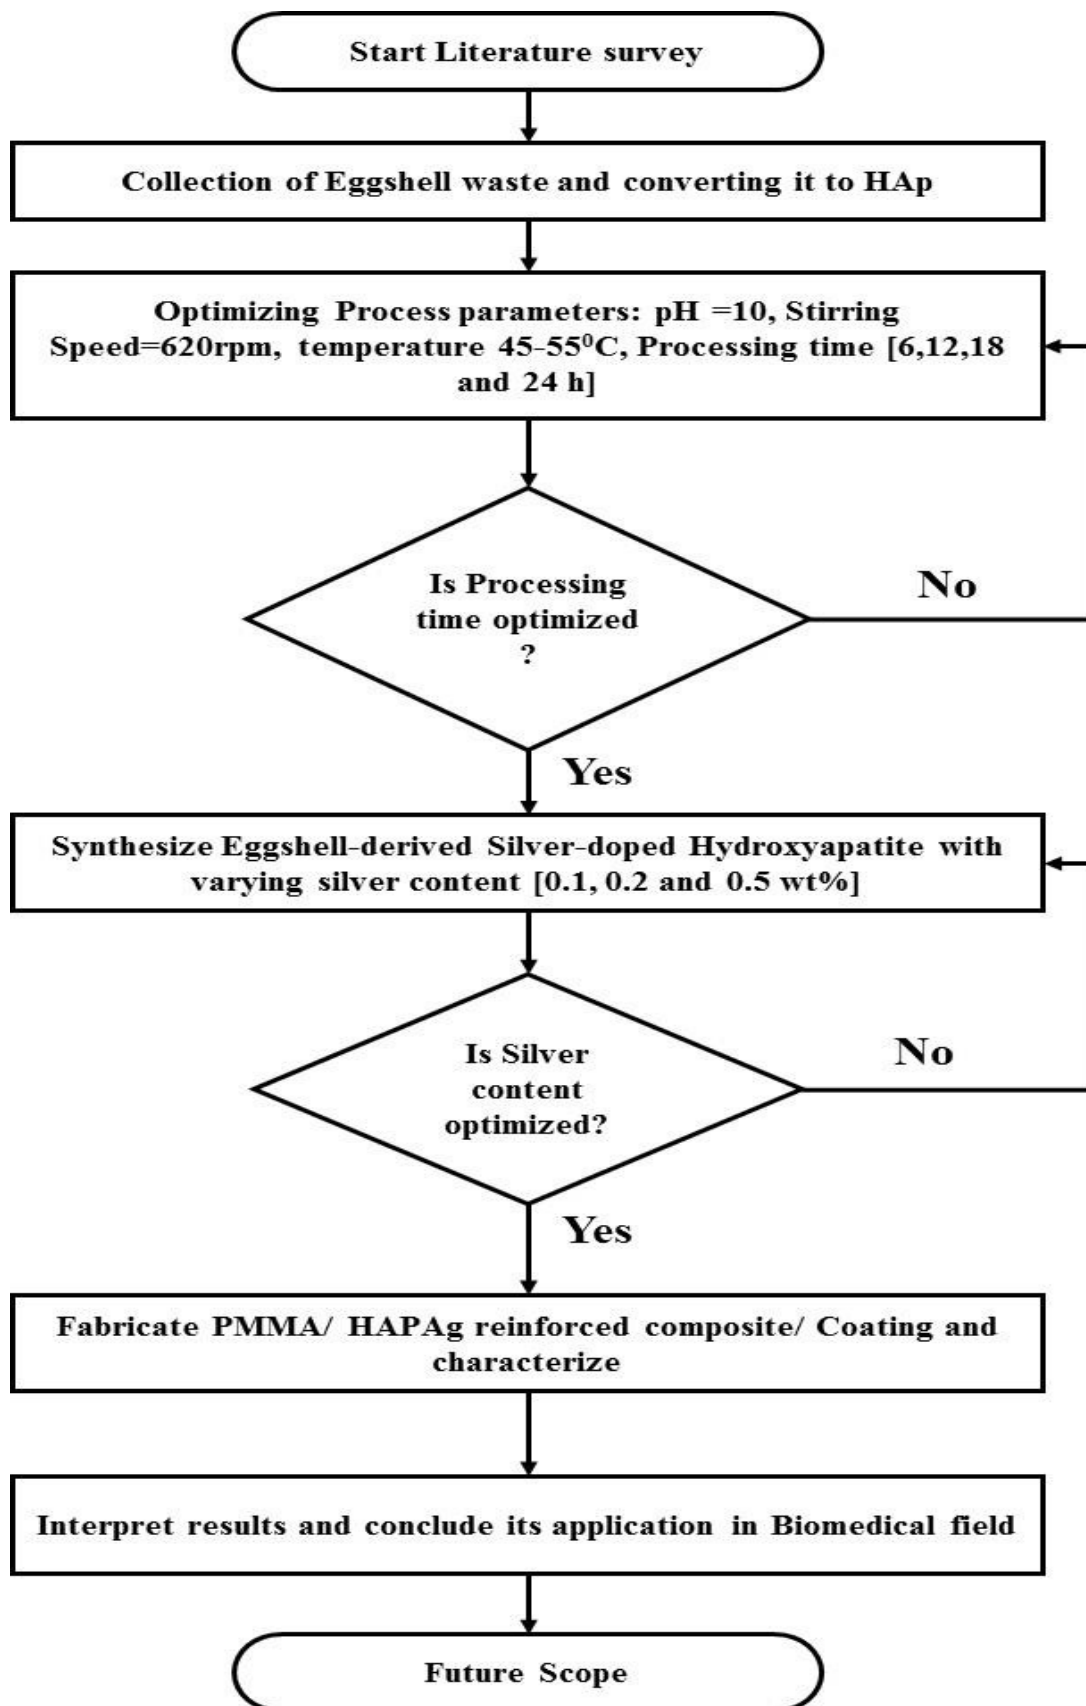 Start Literature survey
Collection of Eggshell waste and converting it to HAp
Optimizing Process parameters: pH =10, Stirring
Speed=620rpm, temperature 45-55⁰C, Processing time [6,12,18
and 24 h]
Is Processing
time optimized
?
No
Yes
Synthesize Eggshell-derived Silver-doped Hydroxyapatite with
varying silver content [0.1, 0.2 and 0.5 wt%]
Is Silver
content
optimized?
No
Yes
Fabricate PMMA/ HAPAg reinforced composite/ Coating and
characterize
Interpret results and conclude its application in Biomedical field
Future Scope